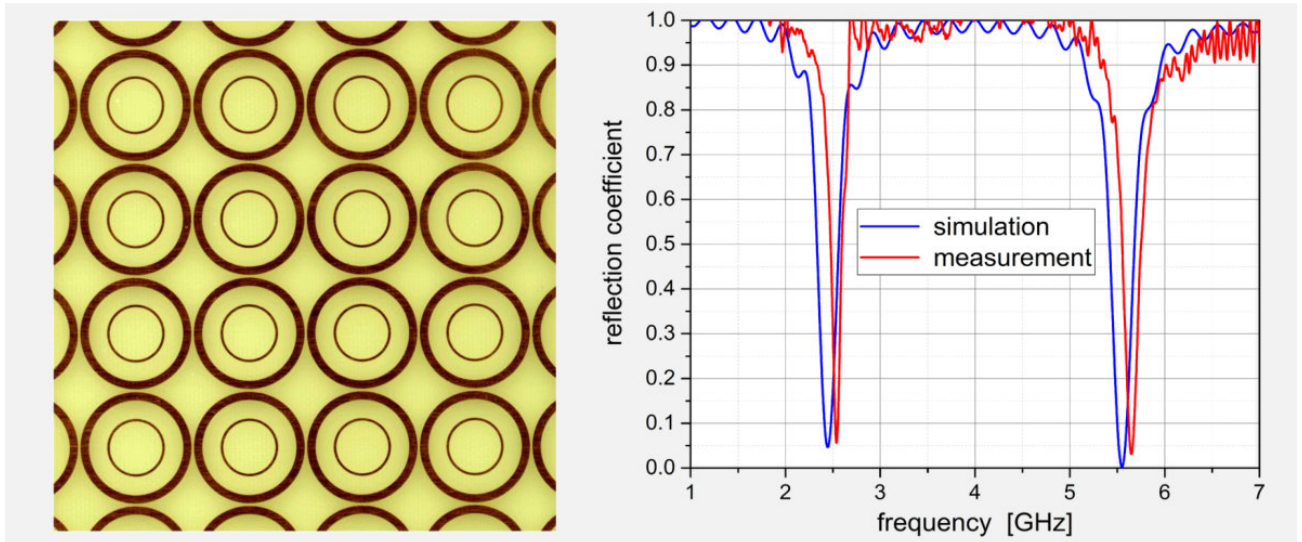 1.0
0.9
0.8
0.7
0.6
0.5
0.4
0.3
0.2
0.1
0.0
reflection coefficient
simulation
measurement
1 2 3 4 5 6 7
frequency [GHz]